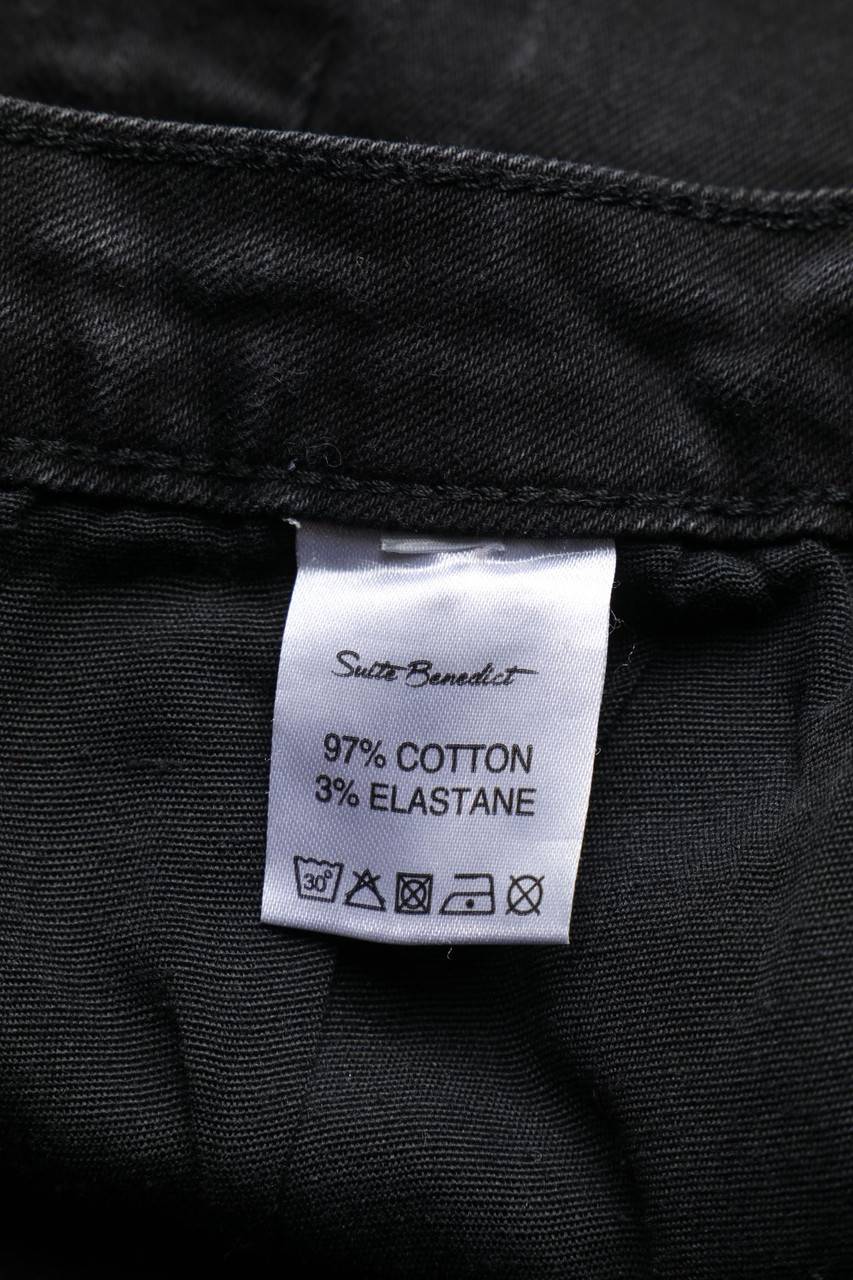 Suite Benedict
97% COTTON
3% ELASTANE
30°